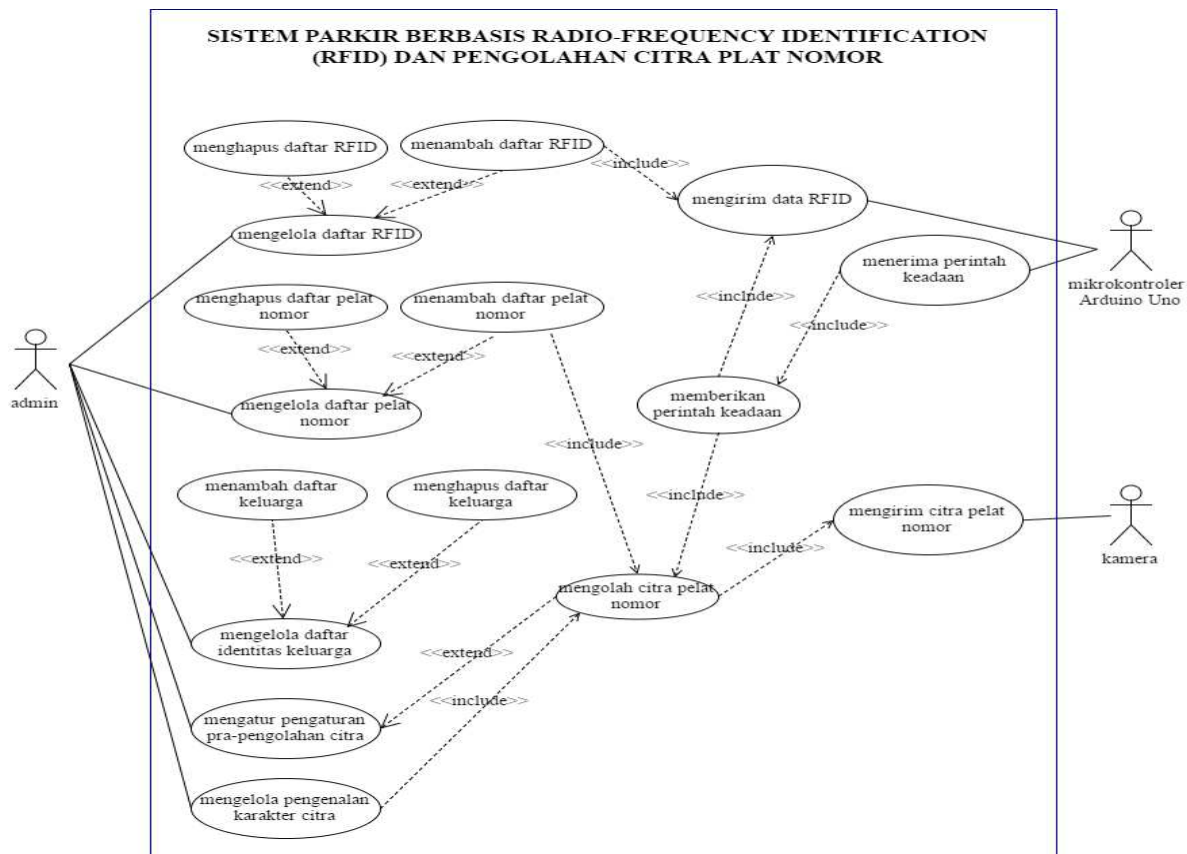 SISTEM PARKIR BERBASIS RADIO-FREQUENCY IDENTIFICATION
(RFID) DAN PENGOLAHAN CITRA PLAT NOMOR
menghapus daftar RFID
menambah daftar RFID
<<include>>
<<extend>>
<<extend>>
mengirim data RFID
mengelola daftar RFID
menerima perintah
keadaan
mikrokontroler
Arduino Uno
menghapus daftar pelat
nomor
menambah daftar pelat
nomor
<<include>>
<<include>>
<<extend>>
<<extend>>
admin
mengelola daftar pelat
nomor
memberikan
perintah keadaan
<<include>>
menambah daftar
keluarga
menghapus daftar
keluarga
<<include>>
mengirim citra pelat
nomor
<<include>>
kamera
<<extend>>
<<extend>>
mengolah citra pelat
nomor
mengelola daftar
identitas keluarga
<<extend>>
<<include>>
mengatur pengaturan
pra-pengolahan citra
mengelola pengenalan
karakter citra